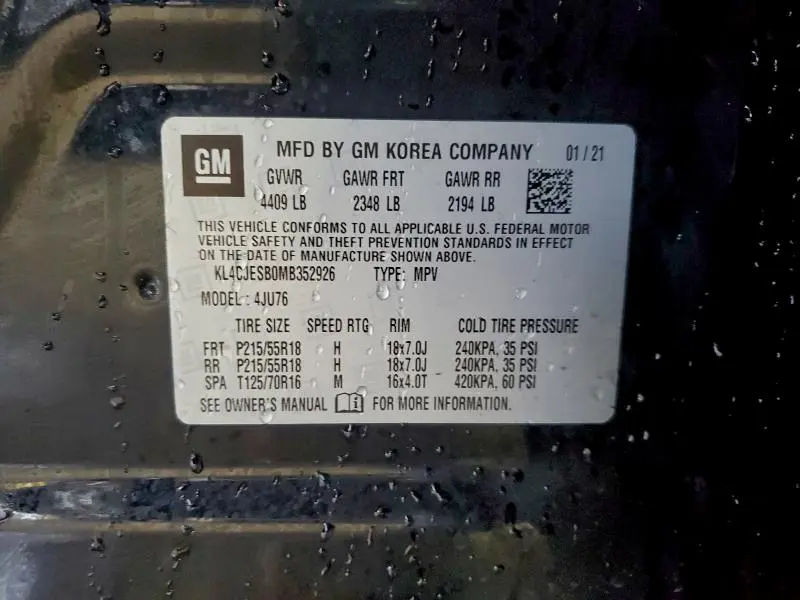 GM MFD BY GM KOREA COMPANY 01 / 21
GVWR GAWR FRT GAWR RR
4409 LB 2348 LB 2194 LB
THIS VEHICLE CONFORMS TO ALL APPLICABLE U.S. FEDERAL MOTOR
VEHICLE SAFETY AND THEFT PREVENTION STANDARDS IN EFFECT
ON THE DATE OF MANUFACTURE SHOWN ABOVE.
KL4CJESB0MB352926 TYPE: MPV
MODEL: 4JU76
TIRE SIZE SPEED RTG RIM COLD TIRE PRESSURE
FRT P215/55R18 H 18x7.0J 240KPA, 35 PSI
RR P215/55R18 H 18x7.0J 240KPA, 35 PSI
SPA T125/70R16 M 16x4.0T 420KPA, 60 PSI
SEE OWNER'S MANUAL FOR MORE INFORMATION.